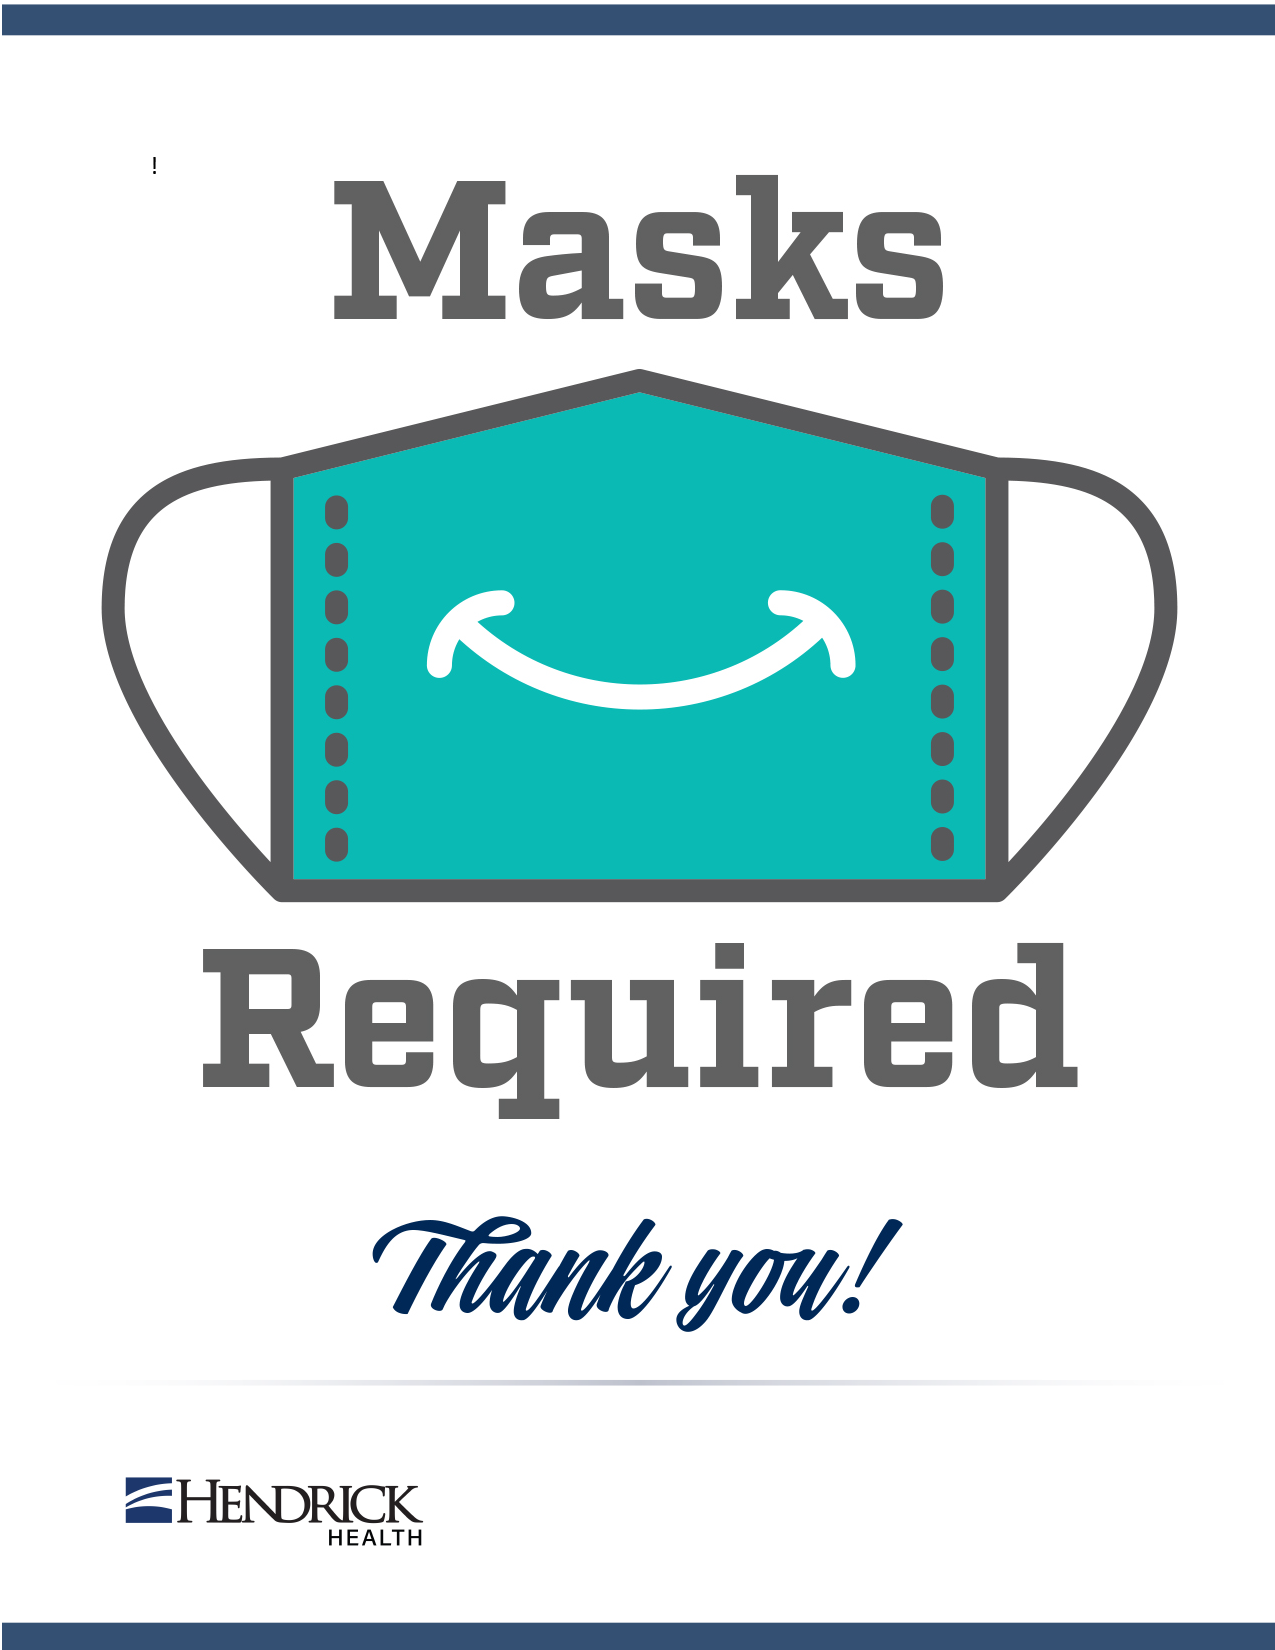 !
Masks
Required
Thank you!
HENDRICK
HEALTH